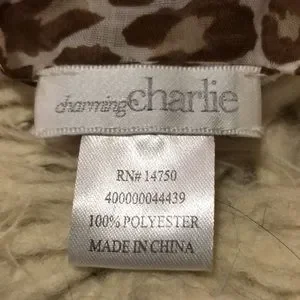 charming charlie
RN# 14750
400000044439
100% POLYESTER
MADE IN CHINA